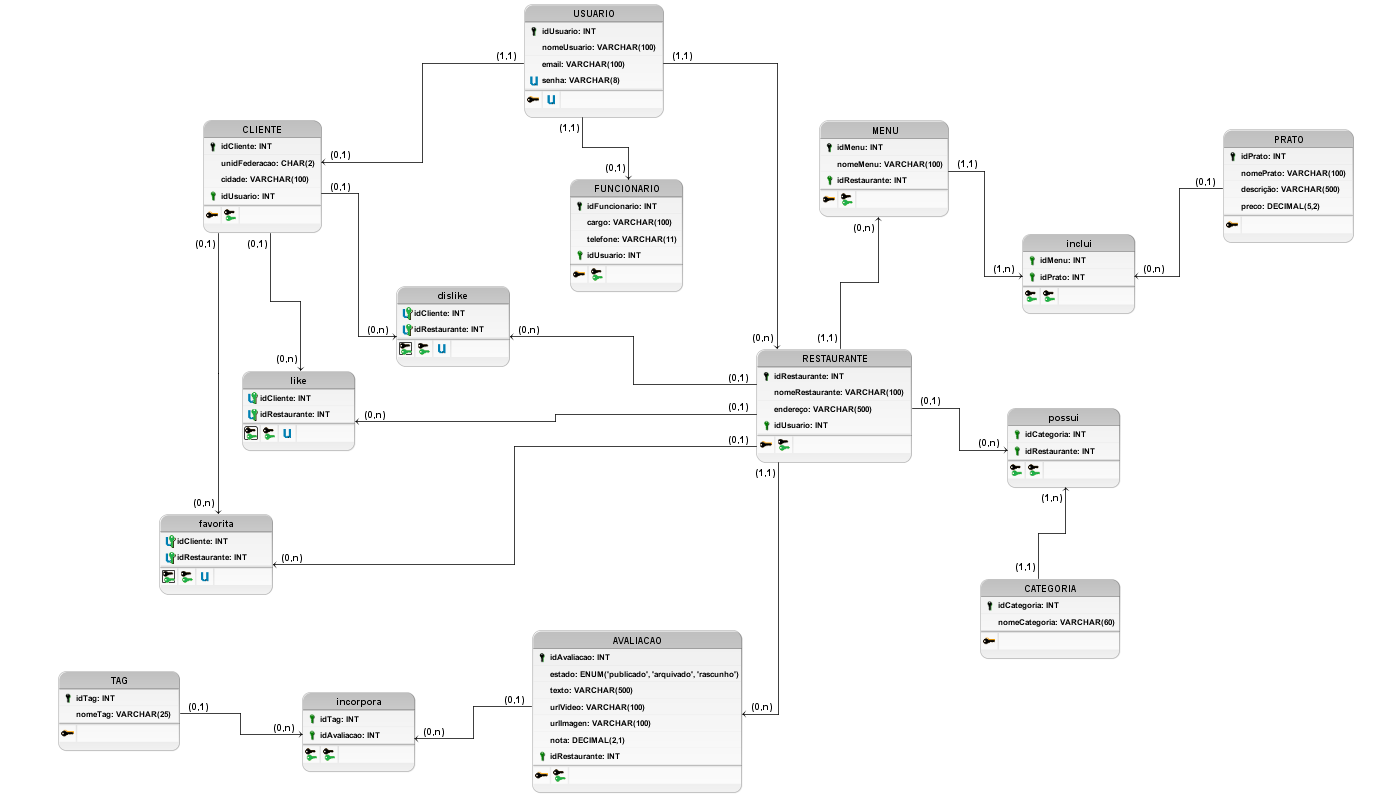 USUARIO
idUsuario: INT
nomeUsuario: VARCHAR(100)
email: VARCHAR(100)
senha: VARCHAR(8)
(1,1)
(1,1)
(1,1)
(0,1)
CLIENTE
idCliente: INT
unidFederacao: CHAR(2)
cidade: VARCHAR(100)
idUsuario: INT
(0,1)
(0,1)
(0,1)
(0,1)
FUNCIONARIO
idFuncionario: INT
cargo: VARCHAR(100)
telefone: VARCHAR(11)
idUsuario: INT
MENU
idMenu: INT
nomeMenu: VARCHAR(100)
idRestaurante: INT
(1,1)
(0,n)
PRATO
idPrato: INT
nomePrato: VARCHAR(100)
descrição: VARCHAR(500)
preco: DECIMAL(5,2)
(0,1)
inclui
idMenu: INT
idPrato: INT
(1,n)
(0,n)
dislike
idCliente: INT
idRestaurante: INT
(0,n)
(0,n)
like
idCliente: INT
idRestaurante: INT
(0,n)
(0,n)
(0,n)
(1,1)
RESTAURANTE
idRestaurante: INT
nomeRestaurante: VARCHAR(100)
endereço: VARCHAR(500)
idUsuario: INT
(0,1)
(0,1)
(0,1)
(0,1)
(1,1)
possui
idCategoria: INT
idRestaurante: INT
(0,n)
(1,n)
(1,1)
CATEGORIA
idCategoria: INT
nomeCategoria: VARCHAR(60)
favorita
idCliente: INT
idRestaurante: INT
(0,n)
(0,n)
AVALIACAO
idAvaliacao: INT
estado: ENUM('publicado', 'arquivado', 'rascunho')
texto: VARCHAR(500)
urlVideo: VARCHAR(100)
urlImagen: VARCHAR(100)
nota: DECIMAL(2,1)
idRestaurante: INT
(0,1)
(0,n)
TAG
idTag: INT
nomeTag: VARCHAR(25)
(0,1)
incorpora
idTag: INT
idAvaliacao: INT
(0,n)
(0,n)